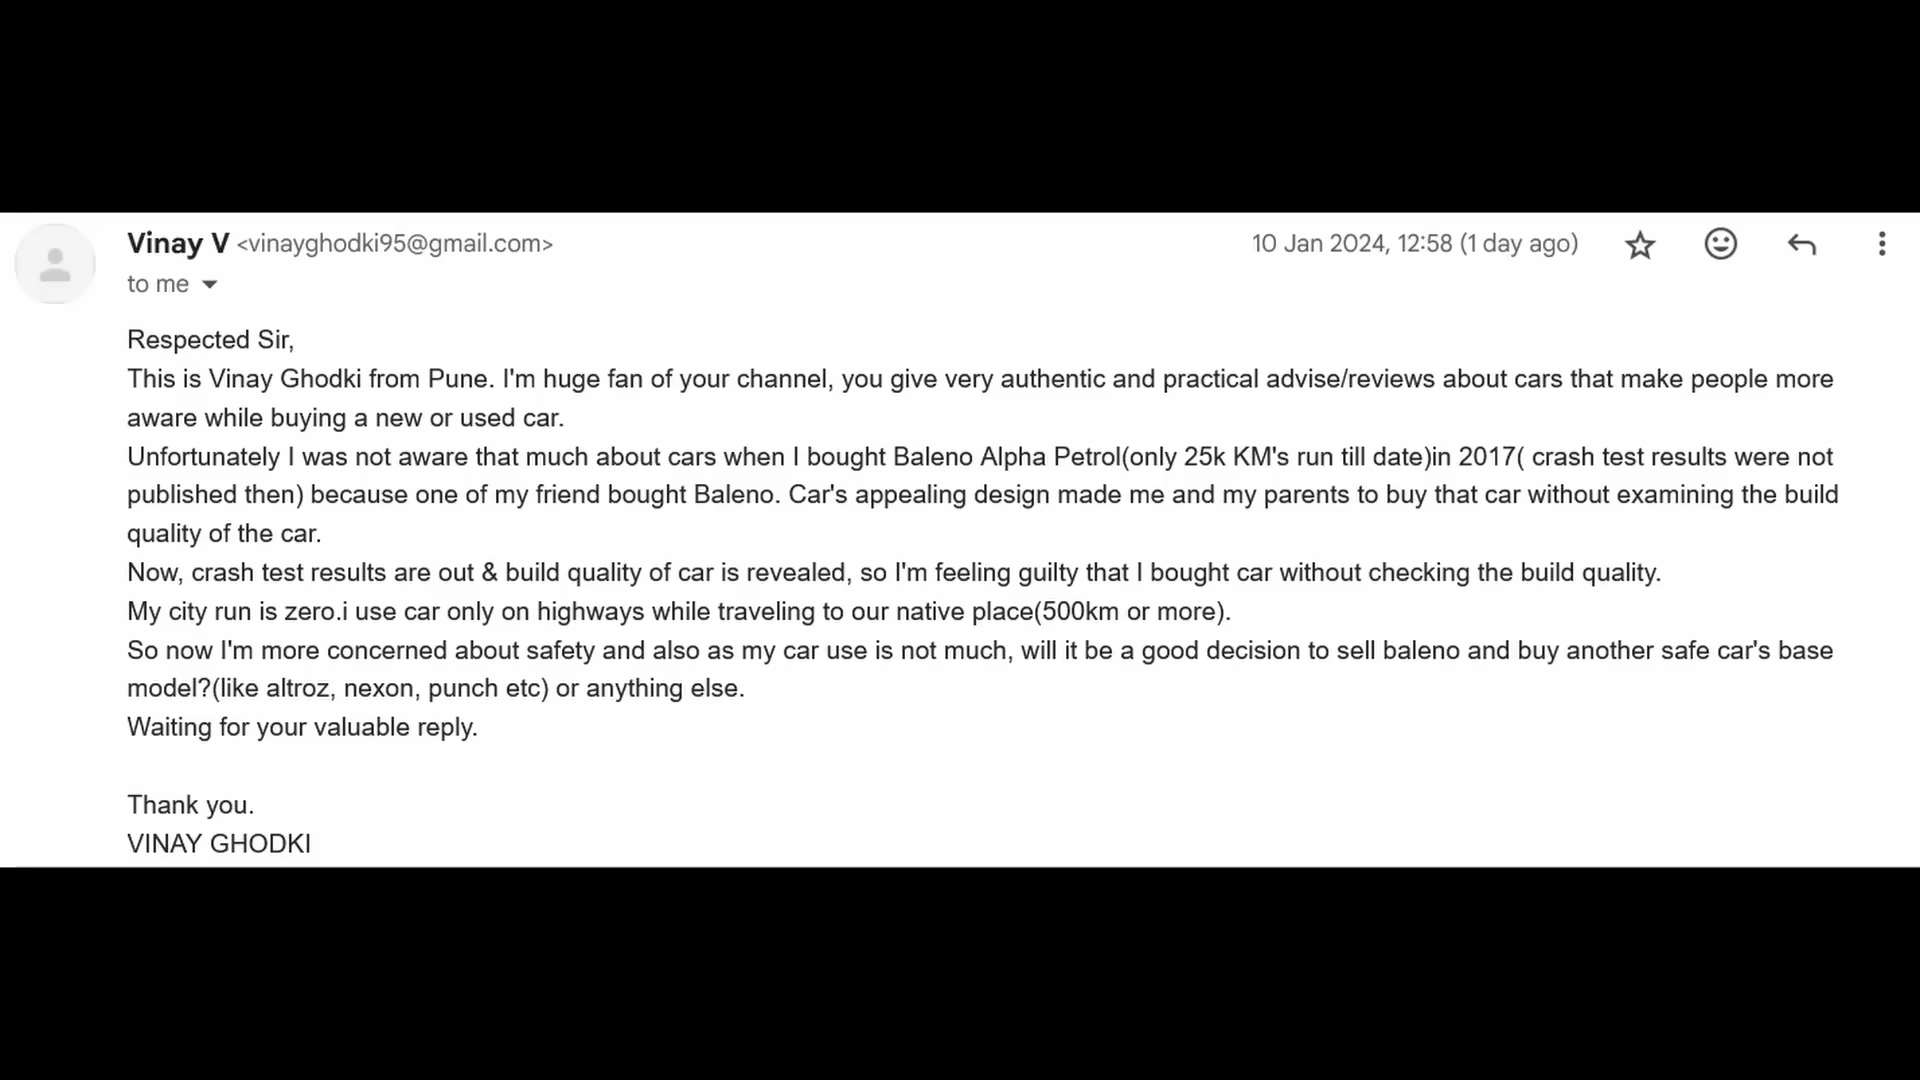 Vinay V <vinayghodki95@gmail.com>
10 Jan 2024, 12:58 (1 day ago)
to me
Respected Sir,
This is Vinay Ghodki from Pune. I'm huge fan of your channel, you give very authentic and practical advise/reviews about cars that make people more
aware while buying a new or used car.
Unfortunately I was not aware that much about cars when I bought Baleno Alpha Petrol(only 25k KM's run till date)in 2017( crash test results were not
published then) because one of my friend bought Baleno. Car's appealing design made me and my parents to buy that car without examining the build
quality of the car.
Now, crash test results are out & build quality of car is revealed, so I'm feeling guilty that I bought car without checking the build quality.
My city run is zero.i use car only on highways while traveling to our native place(500km or more).
So now I'm more concerned about safety and also as my car use is not much, will it be a good decision to sell baleno and buy another safe car's base
model?(like altroz, nexon, punch etc) or anything else.
Waiting for your valuable reply.
Thank you.
VINAY GHODKI